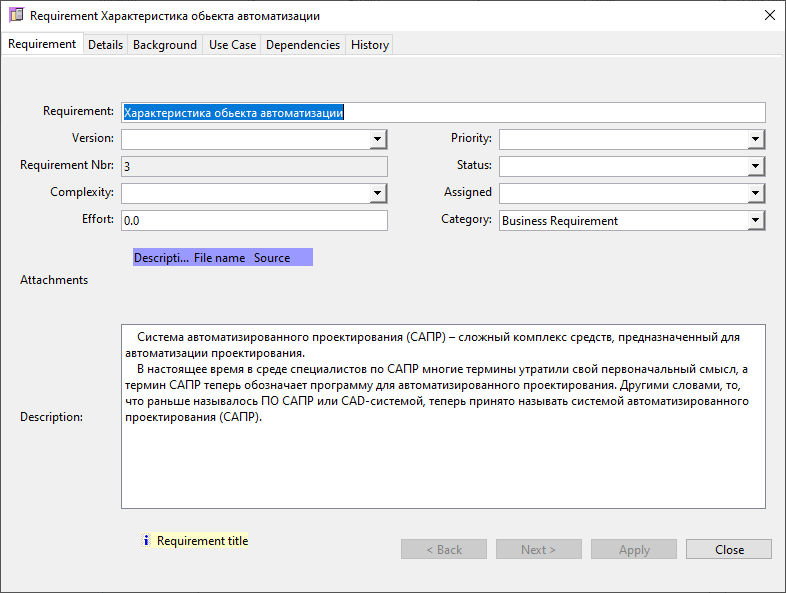 Requirement Характеристика обьекта автоматизации
Requirement Details Background Use Case Dependencies History
Requirement: Характеристика обьекта автоматизации
Version: Priority:
Requirement Nbr: 3 Status:
Complexity: Assigned
Effort: 0.0 Category: Business Requirement
Descripti... File name Source
Attachments
Система автоматизированного проектирования (САПР) – сложный комплекс средств, предназначенный для
автоматизации проектирования.
В настоящее время в среде специалистов по САПР многие термины утратили свой первоначальный смысл, а
термин САПР теперь обозначает программу для автоматизированного проектирования. Другими словами, то,
что раньше называлось ПО САПР или CAD-системой, теперь принято называть системой автоматизированного
проектирования (САПР).
Description:
i Requirement title
< Back Next > Apply Close